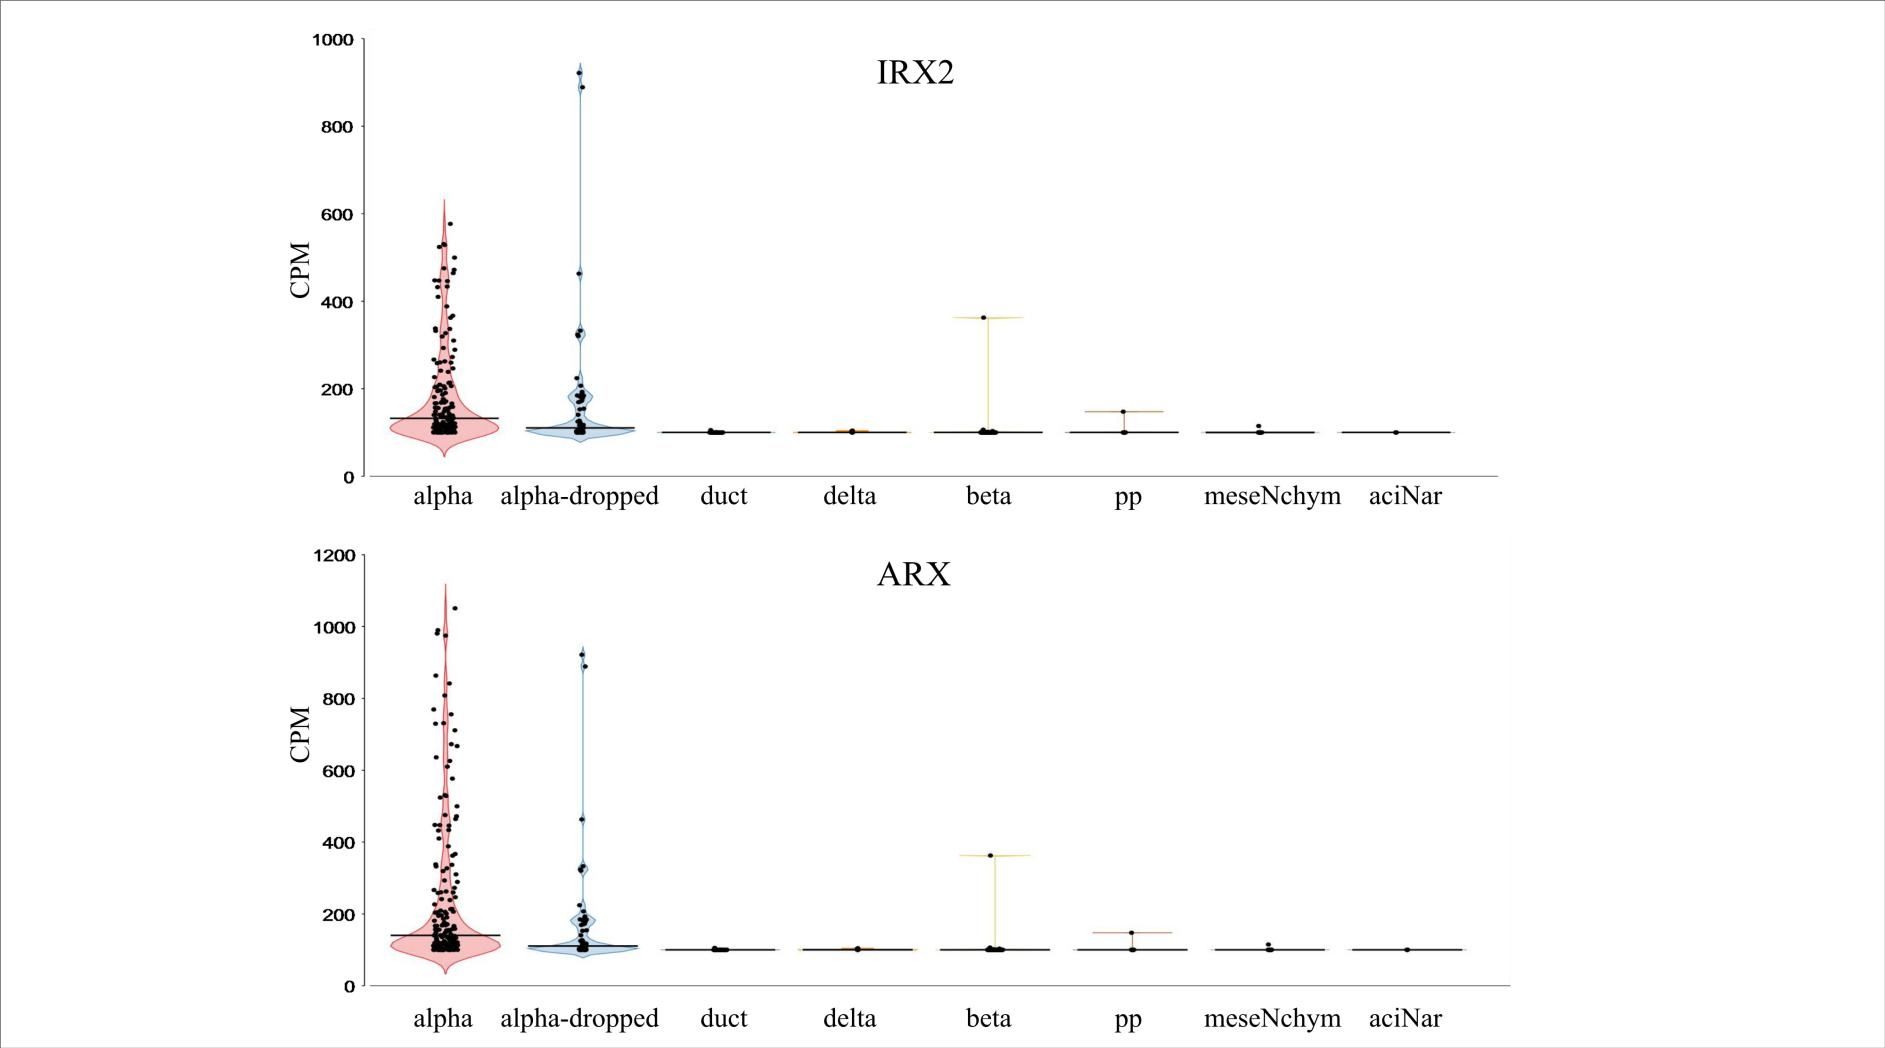 1000
IRX2
800
600
CPM
400
200
0
alpha alpha-dropped duct delta beta pp meseNchym aciNar
1200
ARX
1000
800
CPM
600
400
200
0
alpha alpha-dropped duct delta beta pp meseNchym aciNar